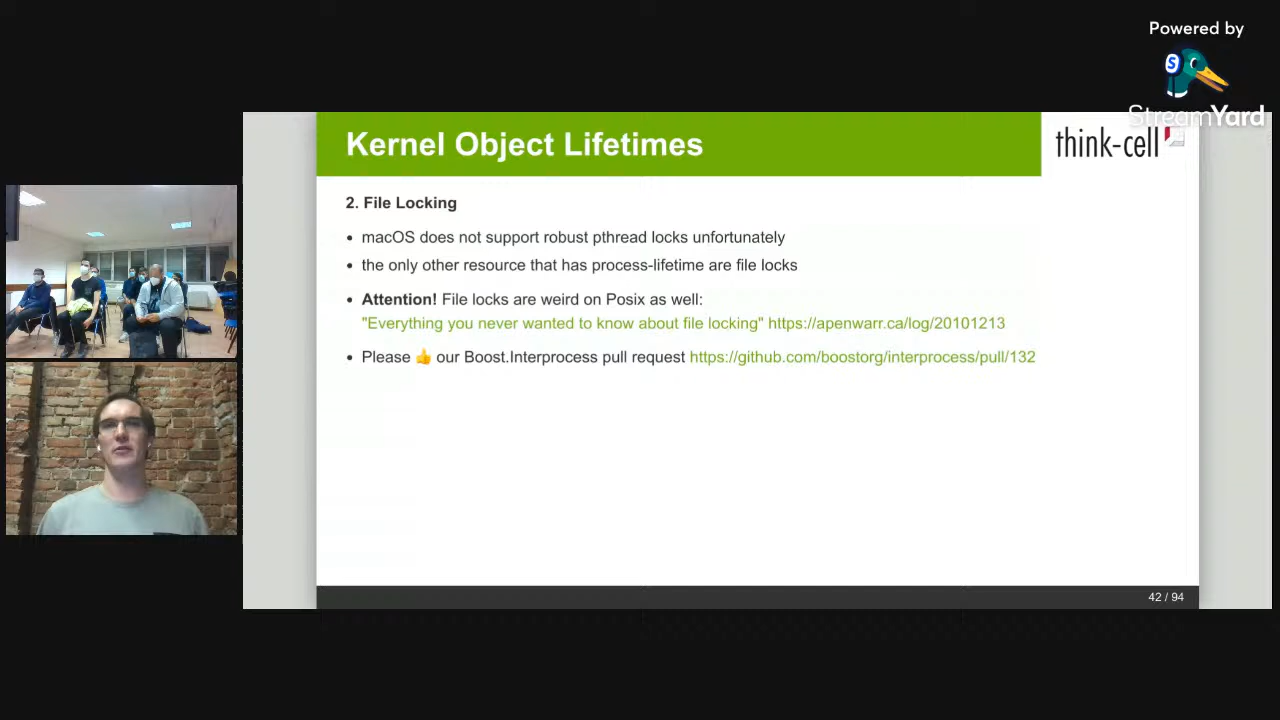 Powered by
S
StreamYard
Kernel Object Lifetimes
think-cell
2. File Locking
• macOS does not support robust pthread locks unfortunately
• the only other resource that has process-lifetime are file locks
• Attention! File locks are weird on Posix as well:
"Everything you never wanted to know about file locking" https://apenwarr.ca/log/20101213
• Please 👍 our Boost.Interprocess pull request https://github.com/boostorg/interprocess/pull/132
42 / 94